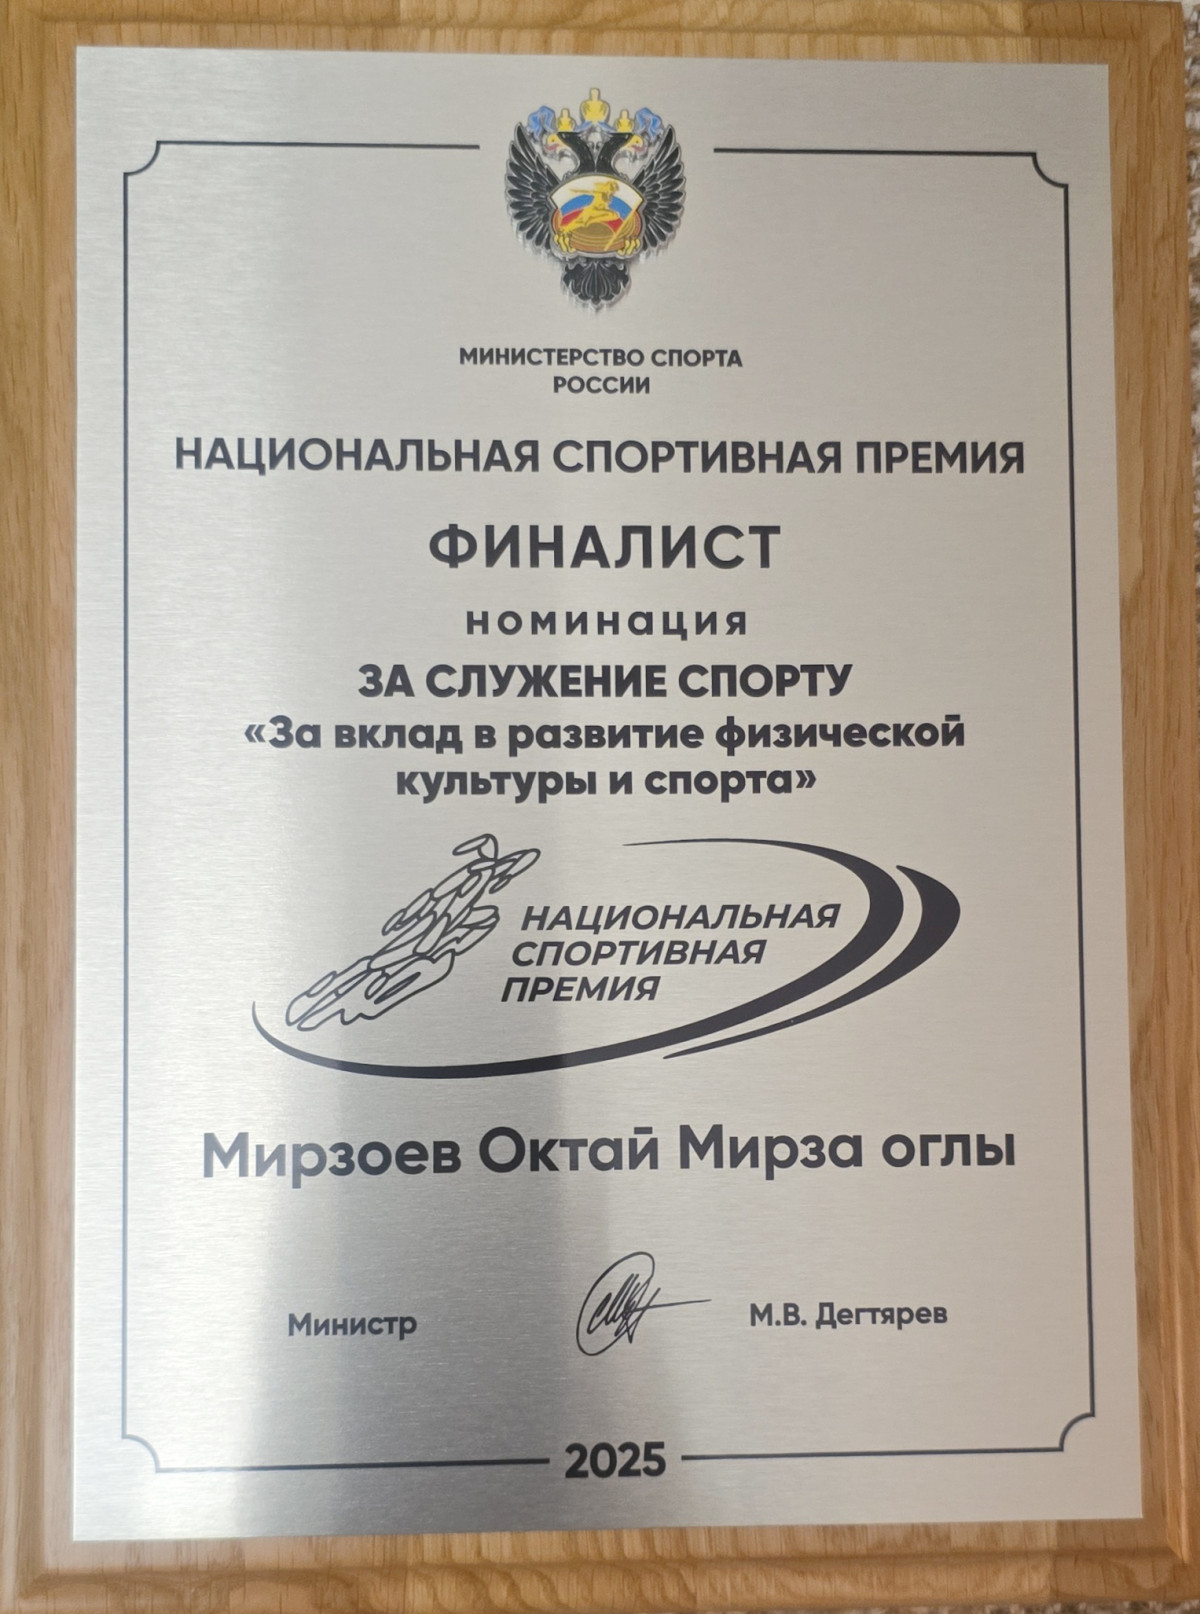 МИНИСТЕРСТВО СПОРТА
РОССИИ
НАЦИОНАЛЬНАЯ СПОРТИВНАЯ ПРЕМИЯ
ФИНАЛИСТ
номинация
ЗА СЛУЖЕНИЕ СПОРТУ
«За вклад в развитие физической
культуры и спорта»
НАЦИОНАЛЬНАЯ
СПОРТИВНАЯ
ПРЕМИЯ
Мирзоев Октай Мирза оглы
Министр М.В. Дегтярев
2025